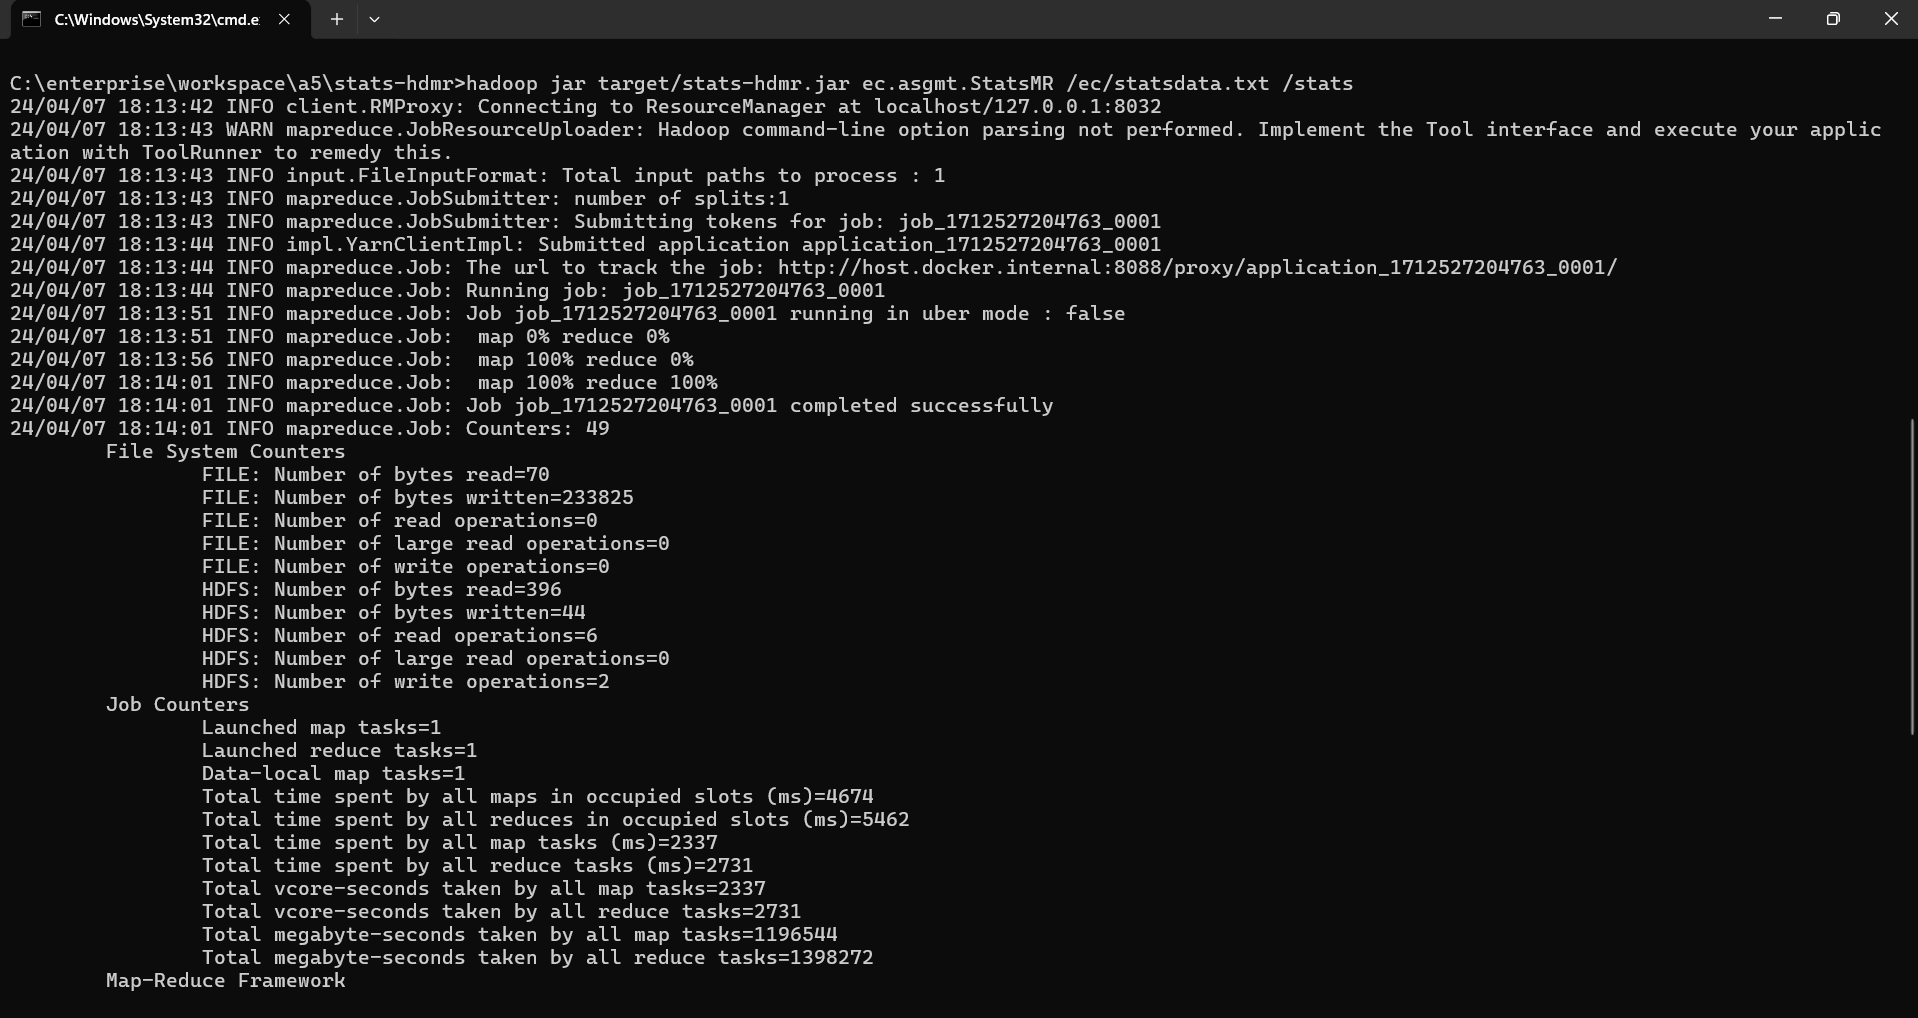 C:\Windows\System32\cmd.e
C:\enterprise\workspace\a5\stats-hdmr>hadoop jar target/stats-hdmr.jar ec.asgmt.StatsMR /ec/statsdata.txt /stats
24/04/07 18:13:42 INFO client.RMProxy: Connecting to ResourceManager at localhost/127.0.0.1:8032
24/04/07 18:13:43 WARN mapreduce.JobResourceUploader: Hadoop command-line option parsing not performed. Implement the Tool interface and execute your applic
ation with ToolRunner to remedy this.
24/04/07 18:13:43 INFO input.FileInputFormat: Total input paths to process : 1
24/04/07 18:13:43 INFO mapreduce.JobSubmitter: number of splits:1
24/04/07 18:13:43 INFO mapreduce.JobSubmitter: Submitting tokens for job: job_1712527204763_0001
24/04/07 18:13:44 INFO impl.YarnClientImpl: Submitted application application_1712527204763_0001
24/04/07 18:13:44 INFO mapreduce.Job: The url to track the job: http://host.docker.internal:8088/proxy/application_1712527204763_0001/
24/04/07 18:13:44 INFO mapreduce.Job: Running job: job_1712527204763_0001
24/04/07 18:13:51 INFO mapreduce.Job: Job job_1712527204763_0001 running in uber mode : false
24/04/07 18:13:51 INFO mapreduce.Job:  map 0% reduce 0%
24/04/07 18:13:56 INFO mapreduce.Job:  map 100% reduce 0%
24/04/07 18:14:01 INFO mapreduce.Job:  map 100% reduce 100%
24/04/07 18:14:01 INFO mapreduce.Job: Job job_1712527204763_0001 completed successfully
24/04/07 18:14:01 INFO mapreduce.Job: Counters: 49
File System Counters
FILE: Number of bytes read=70
FILE: Number of bytes written=233825
FILE: Number of read operations=0
FILE: Number of large read operations=0
FILE: Number of write operations=0
HDFS: Number of bytes read=396
HDFS: Number of bytes written=44
HDFS: Number of read operations=6
HDFS: Number of large read operations=0
HDFS: Number of write operations=2
Job Counters
Launched map tasks=1
Launched reduce tasks=1
Data-local map tasks=1
Total time spent by all maps in occupied slots (ms)=4674
Total time spent by all reduces in occupied slots (ms)=5462
Total time spent by all map tasks (ms)=2337
Total time spent by all reduce tasks (ms)=2731
Total vcore-seconds taken by all map tasks=2337
Total vcore-seconds taken by all reduce tasks=2731
Total megabyte-seconds taken by all map tasks=1196544
Total megabyte-seconds taken by all reduce tasks=1398272
Map-Reduce Framework